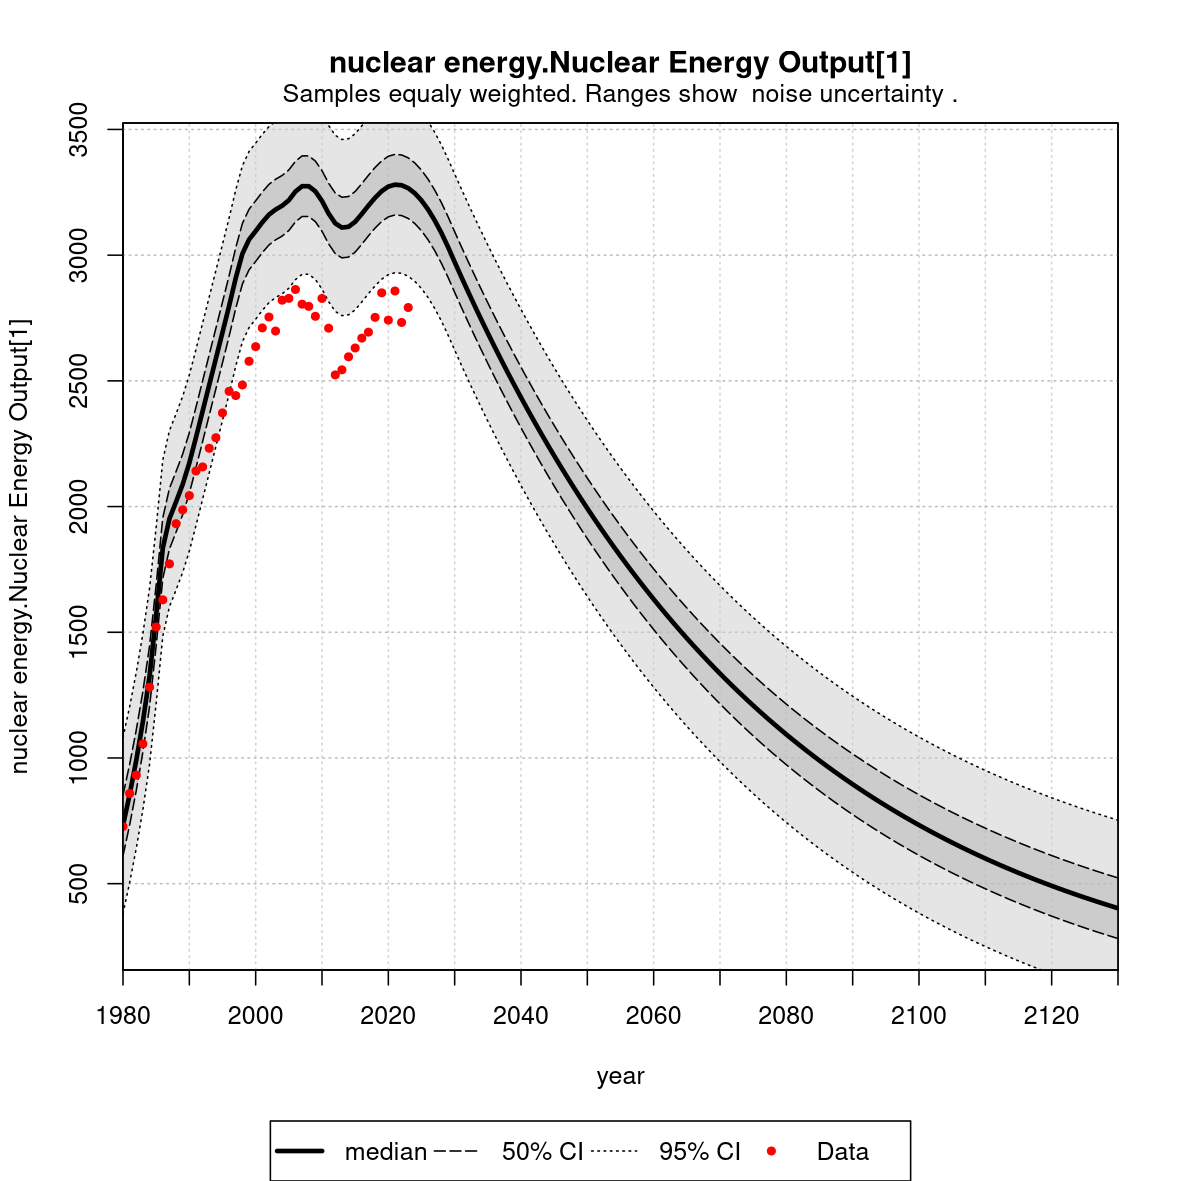 nuclear energy.Nuclear Energy Output[1]
Samples equaly weighted. Ranges show  noise uncertainty .
nuclear energy.Nuclear Energy Output[1]
3500
3000
2500
2000
1500
1000
500
1980 2000 2020 2040 2060 2080 2100 2120
year
median 50% CI 95% CI Data